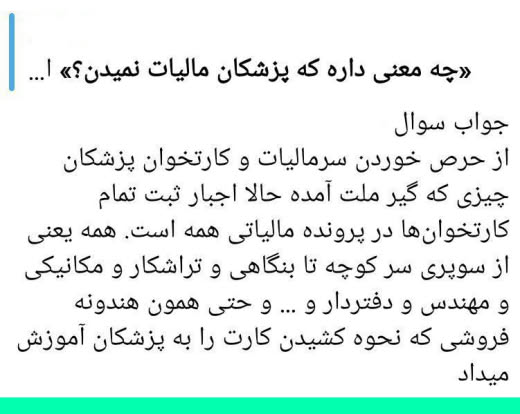 «چه معنی داره که پزشکان مالیات نمیدن؟» ا...
جواب سوال
از حرص خوردن سرمالیات و کارتخوان پزشکان
چیزی که گیر ملت آمده حالا اجبار ثبت تمام
کارتخوان‌ها در پرونده مالیاتی همه است. همه یعنی
از سوپری سر کوچه تا بنگاهی و تراشکار و مکانیکی
و مهندس و دفتردار و ... و حتی همون هندونه
فروشی که نحوه کشیدن کارت را به پزشکان آموزش
میداد